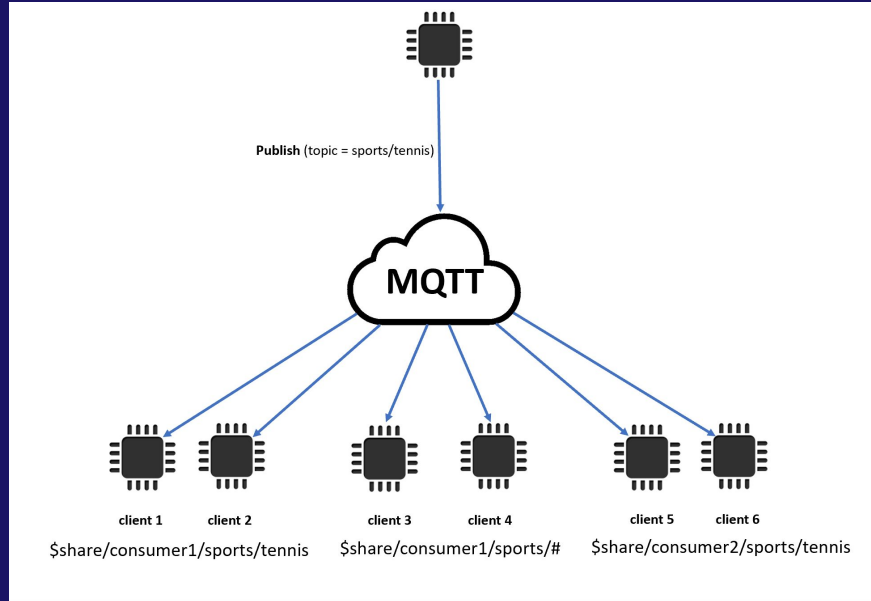 Publish (topic = sports/tennis)
MQTT
client 1
client 2
client 3
client 4
client 5
client 6
$share/consumer1/sports/tennis
$share/consumer1/sports/#
$share/consumer2/sports/tennis